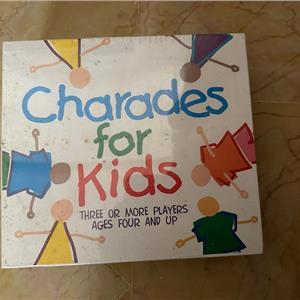 Charades
for
Kids
THREE OR MORE PLAYERS
AGES FOUR AND UP